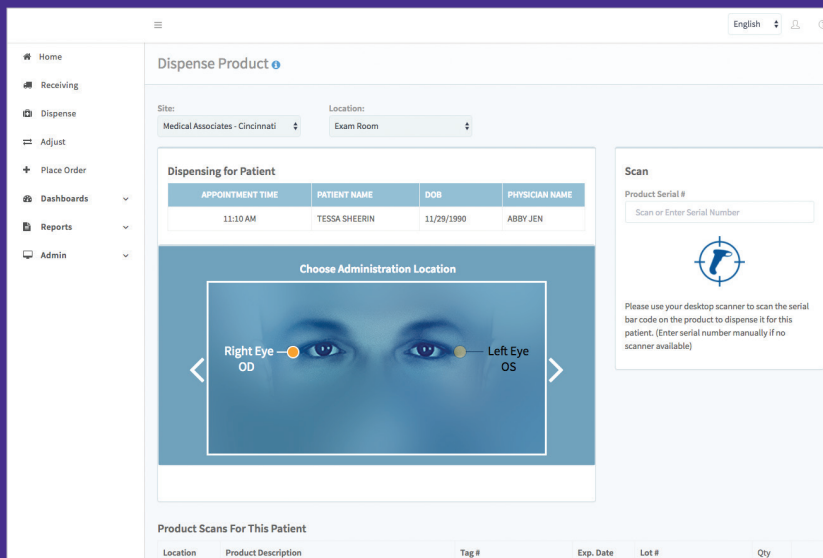 English
Home
Receiving
Dispense
Adjust
Place Order
Dashboards
Reports
Admin
Dispense Product
Site:
Location:
Medical Associates - Cincinnati
Exam Room
Dispensing for Patient
APPOINTMENT TIME PATIENT NAME DOB PHYSICIAN NAME
11:10 AM TESSA SHEERIN 11/29/1990 ABBY JEN
Choose Administration Location
Right Eye
OD
Left Eye
OS
Scan
Product Serial #
Scan or Enter Serial Number
Please use your desktop scanner to scan the serial
bar code on the product to dispense it for this
patient. (Enter serial number manually if no
scanner available)
Product Scans For This Patient
Location Product Description Tag # Exp. Date Lot # Qty